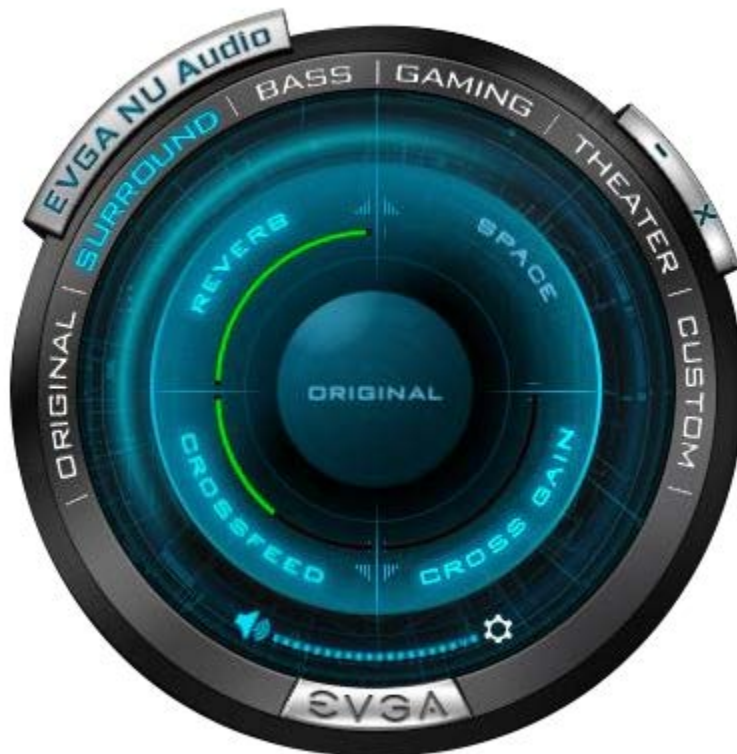 EVGA NU Audio
- X
ORIGINAL | SURROUND | BASS | GAMING | THEATER | CUSTOM |
REVERB
SPACE
ORIGINAL
CROSSFEED
CROSS GAIN
EVGA